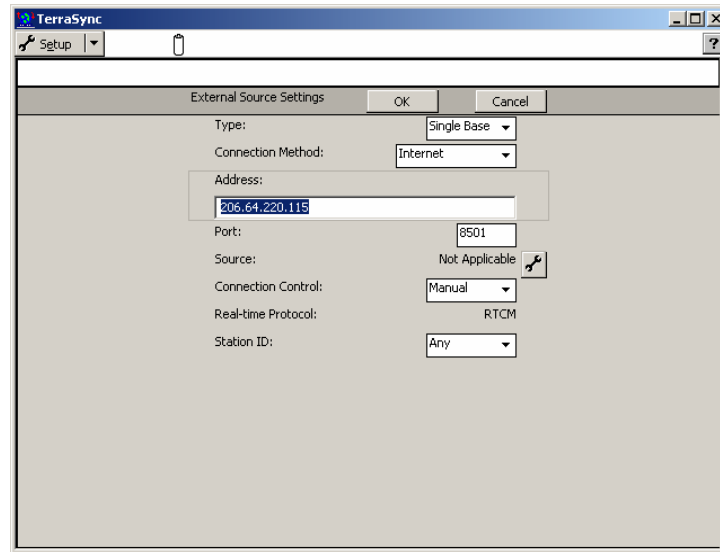 TerraSync
Setup
?
External Source Settings OK Cancel
Type: Single Base
Connection Method: Internet
Address:
206.64.220.115
Port: 8501
Source: Not Applicable
Connection Control: Manual
Real-time Protocol: RTCM
Station ID: Any